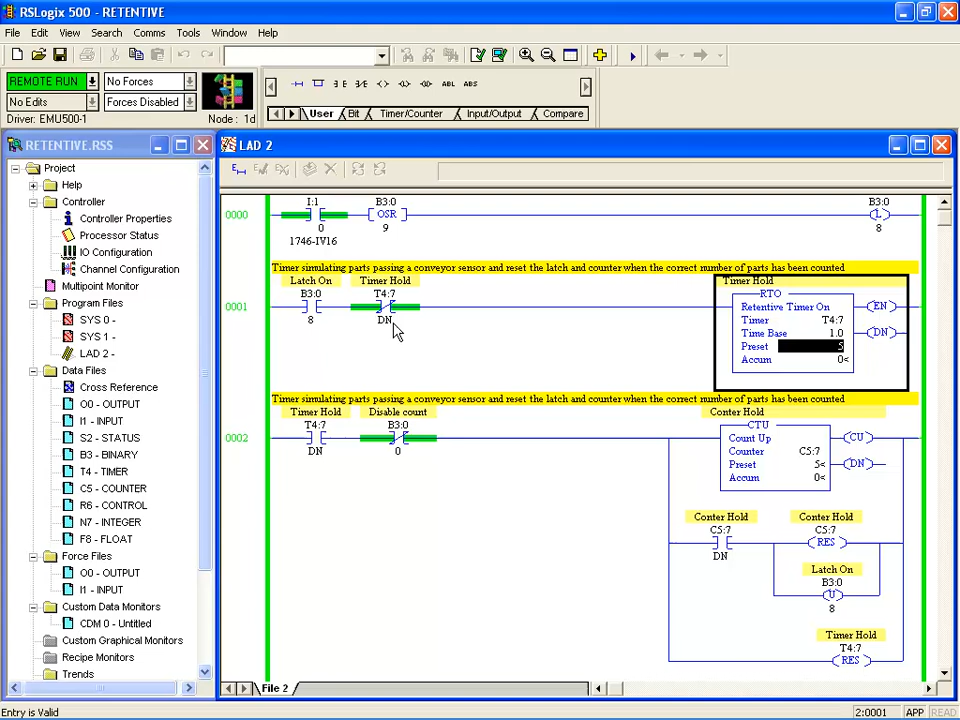 RSLogix 500 - RETENTIVE
File Edit View Search Comms Tools Window Help
REMOTE RUN No Forces
No Edits Forces Disabled
Driver: EMU500-1 Node : 1d
ABL ABS
User Bit Timer/Counter Input/Output Compare
RETENTIVE.RSS
Project
Help
Controller
Controller Properties
Processor Status
IO Configuration
Channel Configuration
Multipoint Monitor
Program Files
SYS 0 -
SYS 1 -
LAD 2 -
Data Files
Cross Reference
O0 - OUTPUT
I1 - INPUT
S2 - STATUS
B3 - BINARY
T4 - TIMER
C5 - COUNTER
R6 - CONTROL
N7 - INTEGER
F8 - FLOAT
Force Files
O0 - OUTPUT
I1 - INPUT
Custom Data Monitors
CDM 0 - Untitled
Custom Graphical Monitors
Recipe Monitors
Trends
LAD 2
I:1 B3:0 B3:0
0000 OSR L
0 9 8
1746-IV16
Timer simulating parts passing a conveyor sensor and reset the latch and counter when the correct number of parts has been counted
Latch On Timer Hold Timer Hold
B3:0 T4:7 RTO
0001 Retentive Timer On EN
8 DN Timer T4:7
Time Base 1.0 DN
Preset 5
Accum 0<
Timer simulating parts passing a conveyor sensor and reset the latch and counter when the correct number of parts has been counted
Timer Hold Disable count Conter Hold
T4:7 B3:0 CTU
0002 Count Up CU
DN 0 Counter C5:7
Preset 5< DN
Accum 0<
Conter Hold Conter Hold
C5:7 C5:7
RES
DN
Latch On
B3:0
U
8
Timer Hold
T4:7
RES
File 2
Entry is Valid 2:0001 APP READ